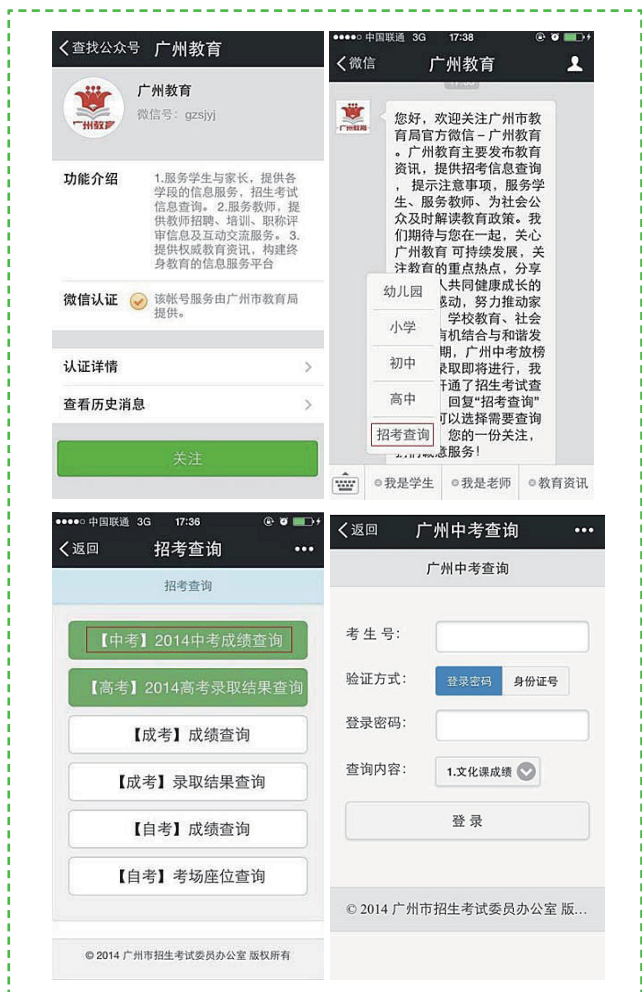 查找公众号 广州教育
广州教育
广州教育
微信号：gzsjyj
功能介绍
1.服务学生与家长，提供各
学段的信息服务，招生考试
信息查询。 2.服务教师，提
供教师招聘、培训、职称评
审信息及互动交流服务。 3.
提供权威教育资讯，构建终
身教育的信息服务平台
微信认证
该帐号服务由广州市教育局
提供。
认证详情
查看历史消息
关注
中国联通 3G 17:38
微信 广州教育
广州教育
您好，欢迎关注广州市教
育局官方微信－广州教育
。广州教育主要发布教育
资讯，提供招考信息查询
，提示注意事项，服务学
生、服务教师、为社会公
众及时解读教育政策。我
们期待与您在一起，关心
广州教育 可持续发展，关
注教育的重点热点，分享
人共同健康成长的
感动，努力推动家
学校教育、社会
有机结合与和谐发
期，广州中考放榜
录取即将进行，我
开通了招生考试查
回复“招考查询”
可以选择需要查询
您的一份关注，
意服务！
幼儿园
小学
初中
高中
招考查询
我是学生 我是老师 教育资讯
中国联通 3G 17:36
返回 招考查询
招考查询
【中考】2014中考成绩查询
【高考】2014高考录取结果查询
【成考】成绩查询
【成考】录取结果查询
【自考】成绩查询
【自考】考场座位查询
© 2014 广州市招生考试委员办公室 版权所有
返回 广州中考查询
广州中考查询
考 生 号：
验证方式： 登录密码 身份证号
登录密码：
查询内容： 1.文化课成绩
登 录
© 2014 广州市招生考试委员办公室 版…